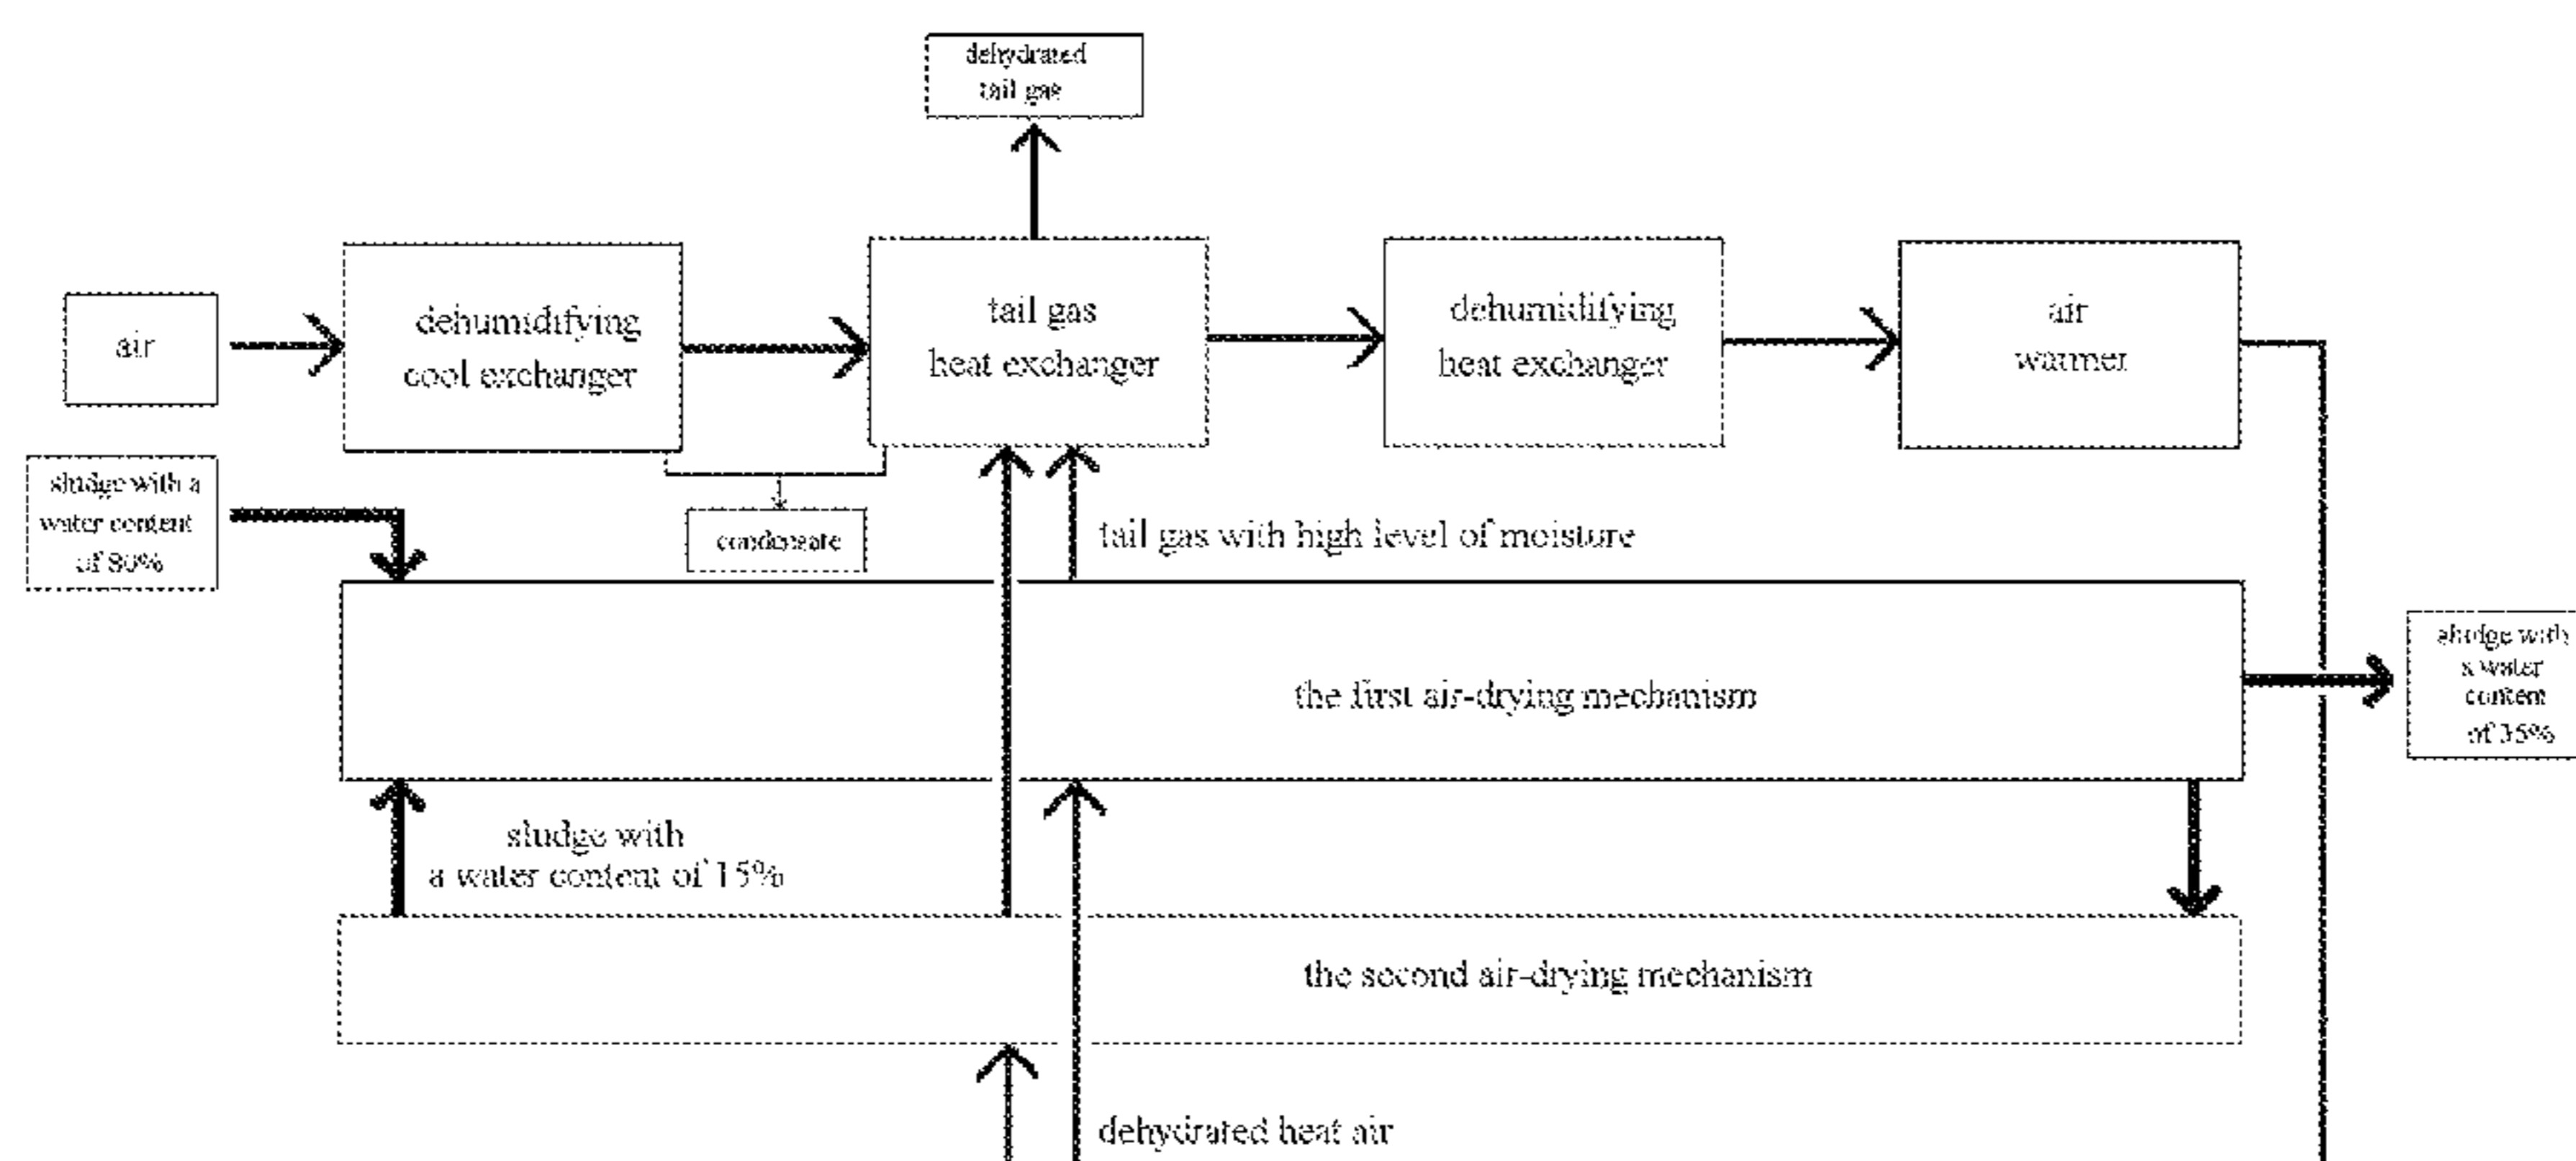 dehydrated
tail gas
air
dehumidifying
cool exchanger
tail gas
heat exchanger
dehumidifying
heat exchanger
air
warmer
sludge with a
water content
of 80%
condensate
tail gas with high level of moisture
the first air-drying mechanism
sludge with
a water
content
of 35%
sludge with
a water content of 15%
the second air-drying mechanism
dehydrated heat air